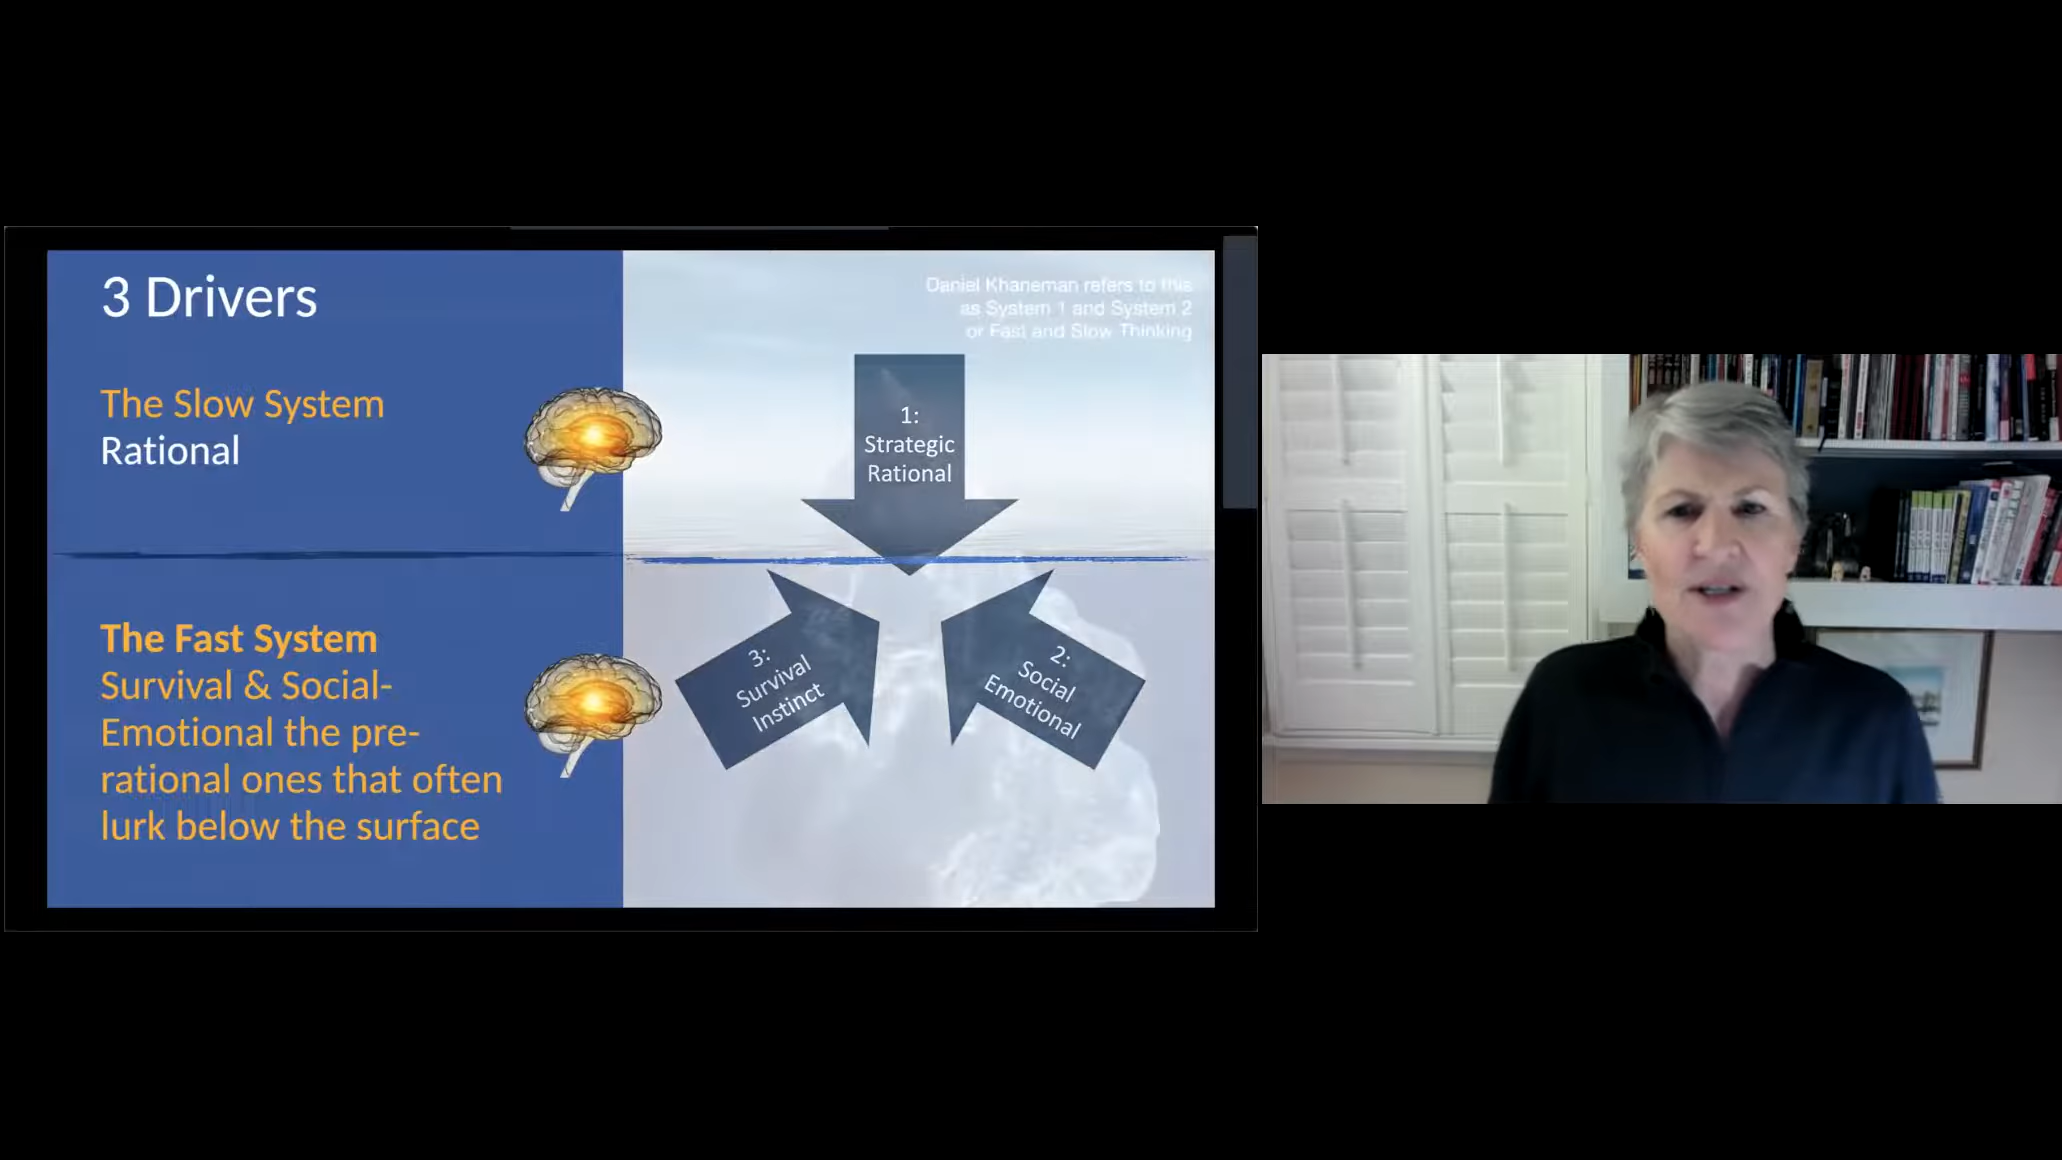 3 Drivers
The Slow System
Rational
The Fast System
Survival & Social-
Emotional the pre-
rational ones that often
lurk below the surface
Daniel Khaneman refers to this
as System 1 and System 2
or Fast and Slow Thinking
1:
Strategic
Rational
3:
Survival
Instinct
2:
Social
Emotional